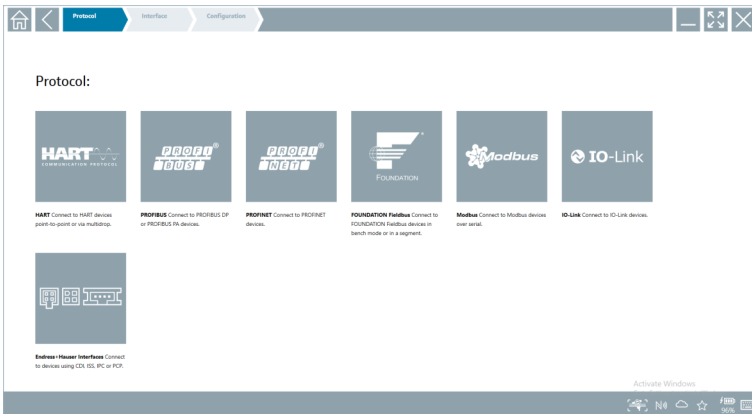 Protocol
Interface
Configuration
Protocol:
HART
COMMUNICATION PROTOCOL
PROFI®
BUS
PROFI®
NET
FOUNDATION
Modbus
IO-Link
HART Connect to HART devices
point-to-point or via multidrop.
PROFIBUS Connect to PROFIBUS DP
or PROFIBUS PA devices.
PROFINET Connect to PROFINET
devices.
FOUNDATION Fieldbus Connect to
FOUNDATION Fieldbus devices in
bench mode or in a segment.
Modbus Connect to Modbus devices
over serial.
IO-Link Connect to IO-Link devices.
Endress+Hauser Interfaces Connect
to devices using CDI, ISS, IPC or PCP.
Activate Windows
96%